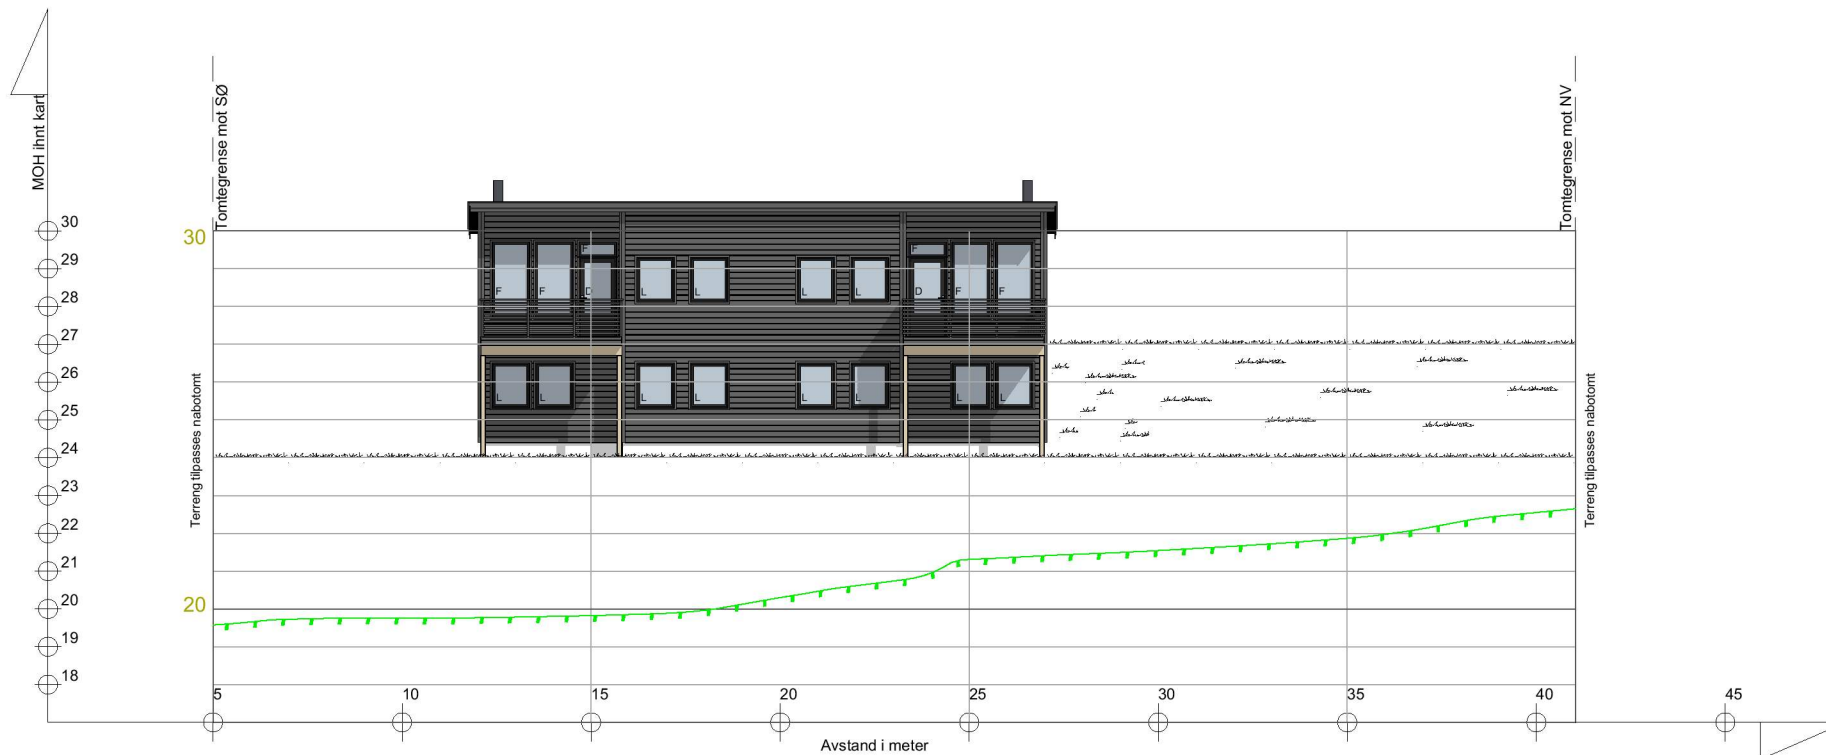 MOH ihnt kart
Tomtegrense mot SØ
Tomtegrense mot NV
30
29
28
27
26
25
24
23
22
21
20
19
18
30
20
Terreng tilpasses nabotomt
Terreng tilpasses nabotomt
F
F
F
D
F
D
F
F
L
L
L
L
L
L
L
L
L
L
L
L
5
10
15
20
25
30
35
40
45
Avstand i meter